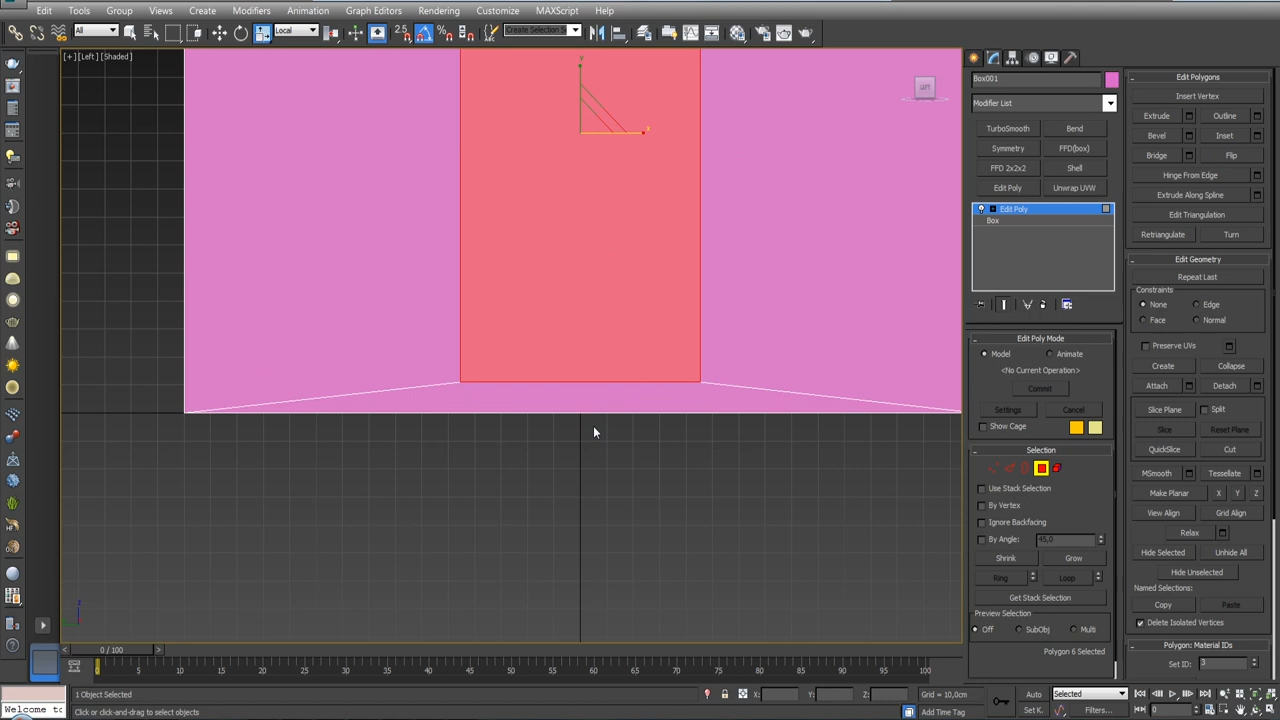 Edit Tools Group Views Create Modifiers Animation Graph Editors Rendering Customize MAXScript Help
All Local 2.5 Create Selection Se
[+][Left][Shaded]
y
x
z
Box001
Modifier List
TurboSmooth Bend
Symmetry FFD(box)
FFD 2x2x2 Shell
Edit Poly Unwrap UVW
Edit Poly
Box
Edit Poly Mode
Model Animate
<No Current Operation>
Commit
Settings Cancel
Show Cage
Selection
Use Stack Selection
By Vertex
Ignore Backfacing
By Angle: 45,0
Shrink Grow
Ring Loop
Get Stack Selection
Preview Selection
Off SubObj Multi
Polygon 6 Selected
Edit Polygons
Insert Vertex
Extrude Outline
Bevel Inset
Bridge Flip
Hinge From Edge
Extrude Along Spline
Edit Triangulation
Retriangulate Turn
Edit Geometry
Repeat Last
Constraints
None Edge
Face Normal
Preserve UVs
Create Collapse
Attach Detach
Slice Plane Split
Slice Reset Plane
QuickSlice Cut
MSmooth Tessellate
Make Planar X Y Z
View Align Grid Align
Relax
Hide Selected Unhide All
Hide Unselected
Named Selections:
Copy Paste
Delete Isolated Vertices
Polygon: Material IDs
Set ID: 3
< 0 / 100 >
0 5 10 15 20 25 30 35 40 45 50 55 60 65 70 75 80 85 90 95 100
1 Object Selected X: Y: Z: Grid = 10,0cm Auto Selected
Welcome to Click or click-and-drag to select objects Add Time Tag Set K. Filters... 0